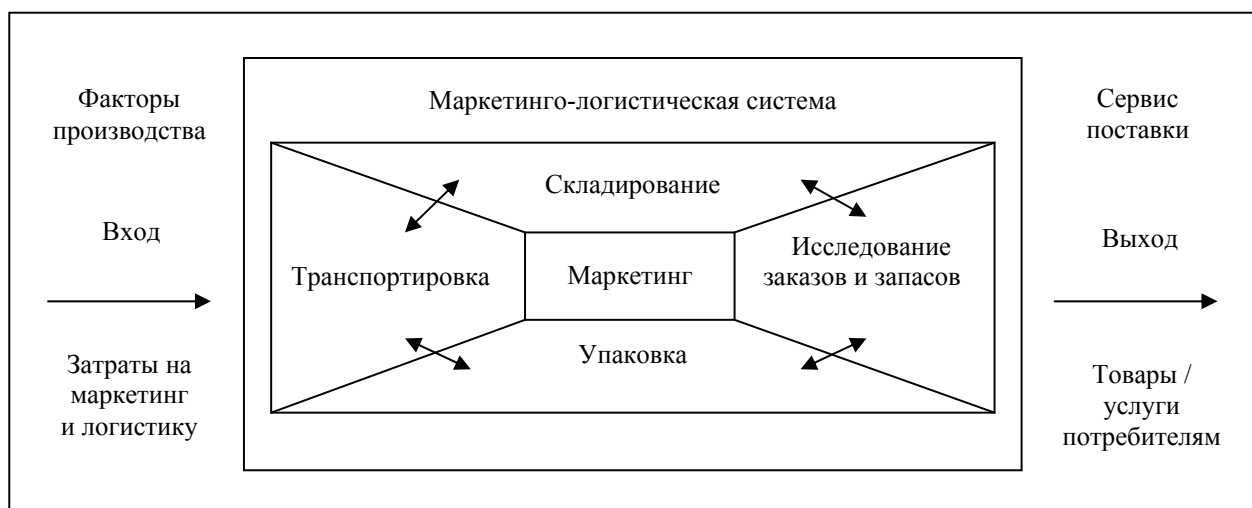 Факторы
производства
Вход
Затраты на
маркетинг
и логистику
Маркетинго-логистическая система
Складирование
Транспортировка
Маркетинг
Исследование
заказов и запасов
Упаковка
Сервис
поставки
Выход
Товары /
услуги
потребителям